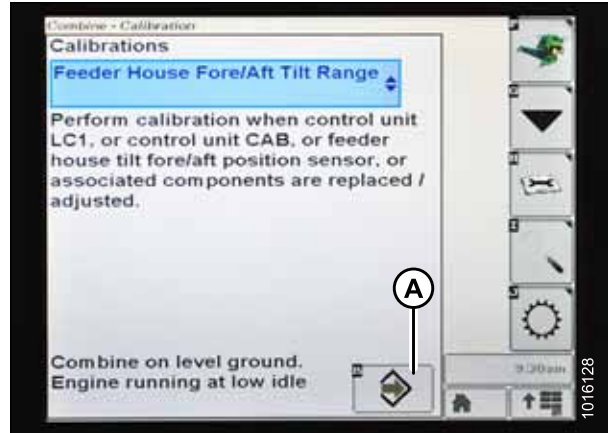 Combine - Calibration
Calibrations
Feeder House Fore/Aft Tilt Range
Perform calibration when control unit
LC1, or control unit CAB, or feeder
house tilt fore/aft position sensor, or
associated components are replaced /
adjusted.
A
Combine on level ground.
Engine running at low idle
9:30am
1016128